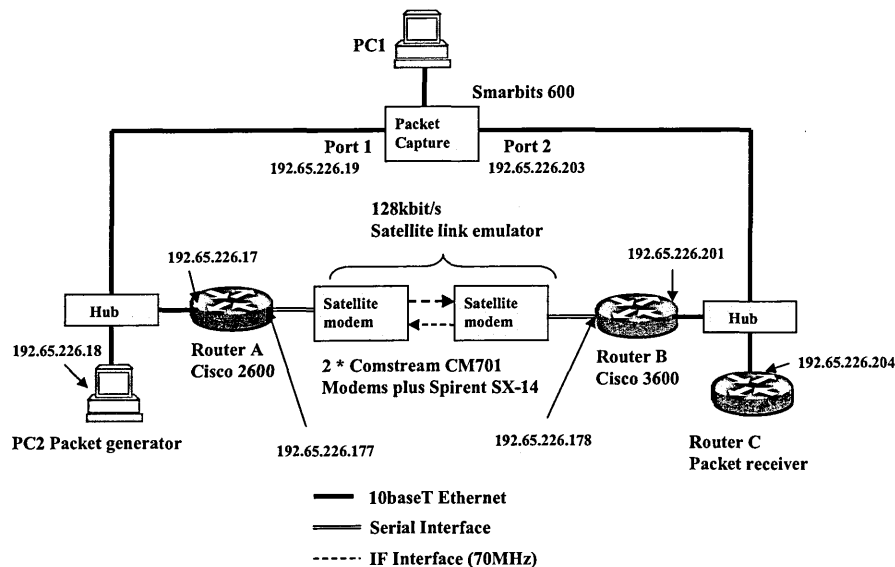 PC1
Smarbits 600
Packet
Capture
Port 1
192.65.226.19
Port 2
192.65.226.203
128kbit/s
Satellite link emulator
192.65.226.17
192.65.226.201
Hub
Satellite
modem
Satellite
modem
Hub
192.65.226.18
Router A
Cisco 2600
2 * Comstream CM701
Modems plus Spirent SX-14
Router B
Cisco 3600
192.65.226.204
PC2 Packet generator
192.65.226.177
192.65.226.178
Router C
Packet receiver
10baseT Ethernet
Serial Interface
IF Interface (70MHz)